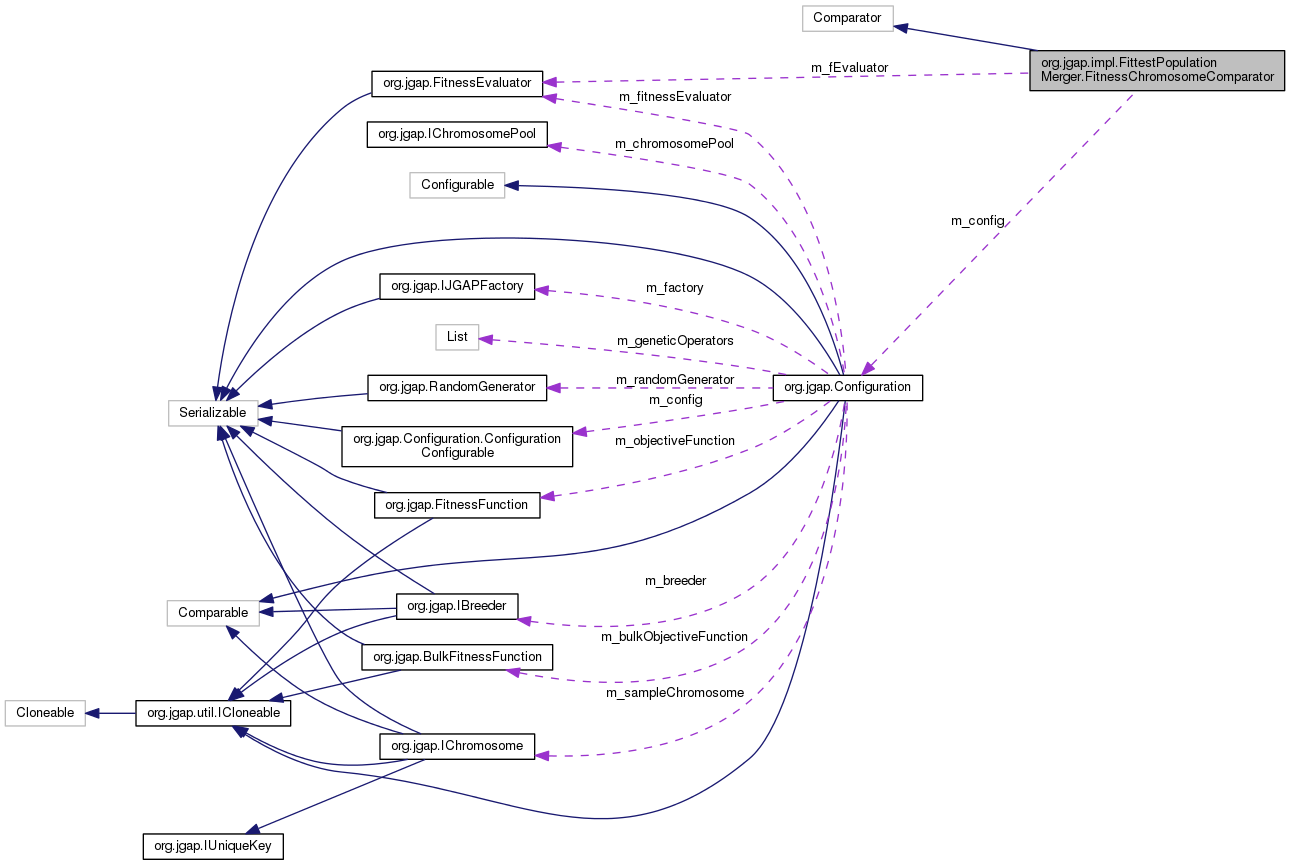 Comparator
org.jgap.impl.FittestPopulation
Merger.FitnessChromosomeComparator
m_fEvaluator
org.jgap.FitnessEvaluator
m_fitnessEvaluator
org.jgap.IChromosomePool
m_chromosomePool
Configurable
m_config
org.jgap.IJGAPFactory
m_factory
List
m_geneticOperators
org.jgap.RandomGenerator
m_randomGenerator
org.jgap.Configuration
m_config
Serializable
org.jgap.Configuration.Configuration
Configurable
m_objectiveFunction
org.jgap.FitnessFunction
m_breeder
Comparable
org.jgap.IBreeder
m_bulkObjectiveFunction
org.jgap.BulkFitnessFunction
m_sampleChromosome
Cloneable
org.jgap.util.ICloneable
org.jgap.IChromosome
org.jgap.IUniqueKey